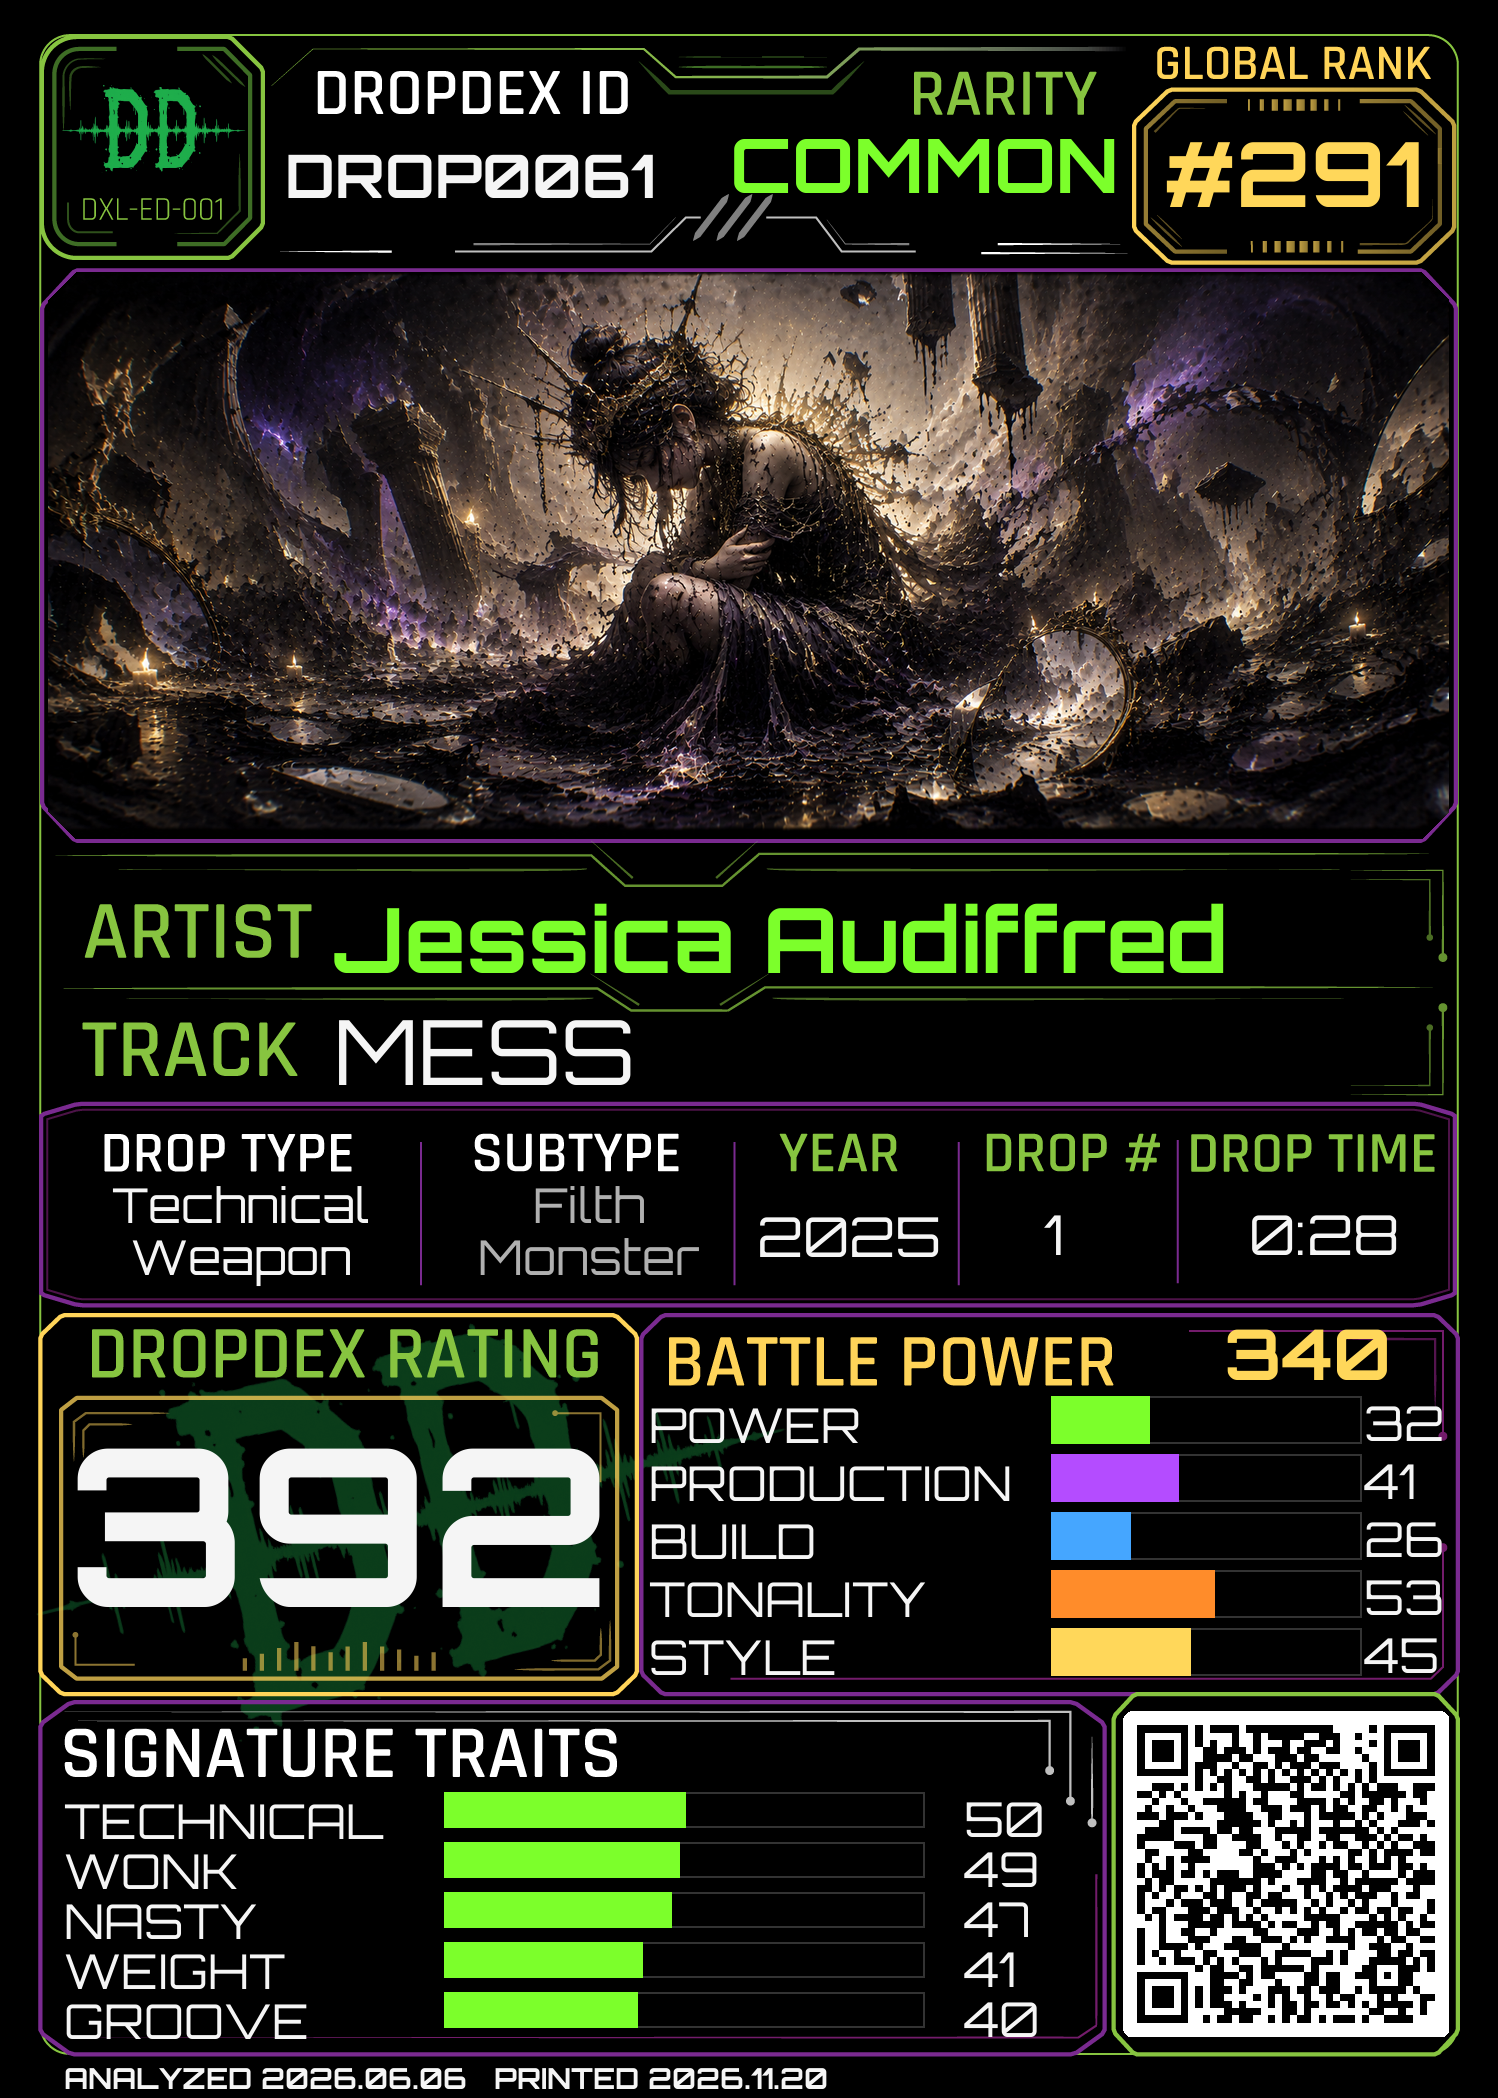 DD
DXL-ED-001
DROPDEX ID
DROP0061
RARITY
COMMON
GLOBAL RANK
#291
ARTIST Jessica Audiffred
TRACK MESS
DROP TYPE
Technical
Weapon
SUBTYPE
Filth
Monster
YEAR
2025
DROP #
1
DROP TIME
0:28
DROPDEX RATING
392
BATTLE POWER 340
POWER 32
PRODUCTION 41
BUILD 26
TONALITY 53
STYLE 45
SIGNATURE TRAITS
TECHNICAL 50
WONK 49
NASTY 47
WEIGHT 41
GROOVE 40
ANALYZED 2026.06.06 PRINTED 2026.11.20